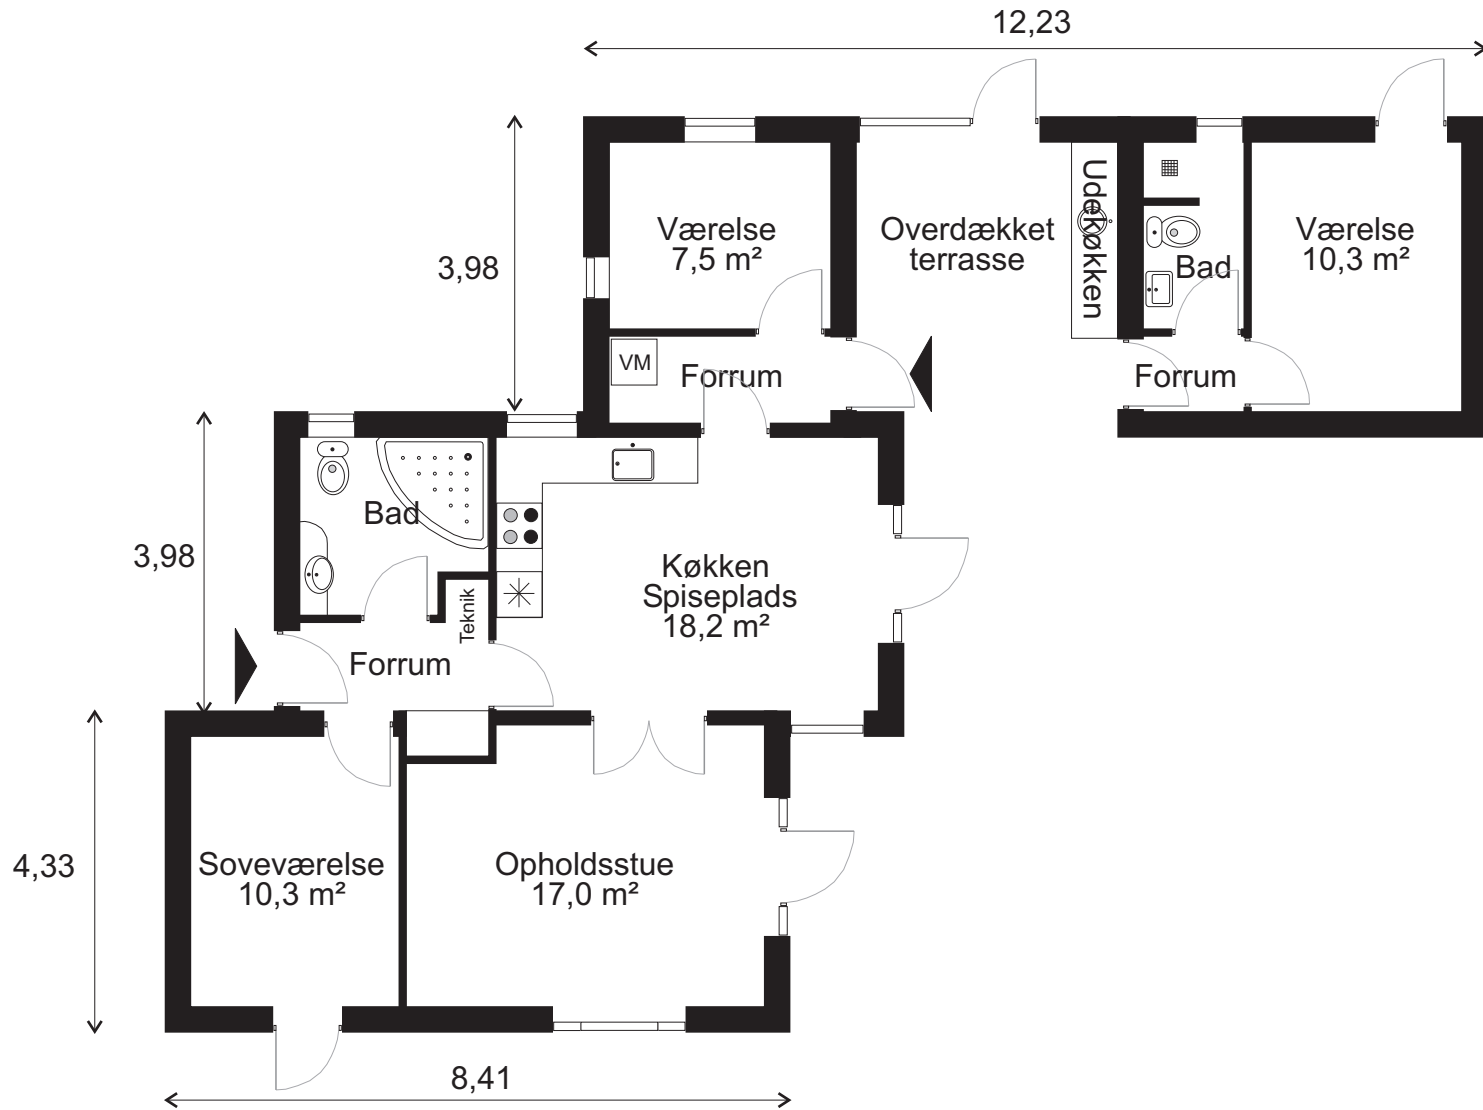 12,23
3,98
Værelse
7,5 m²
Overdækket
terrasse
Udekøkken
Bad
Værelse
10,3 m²
VM
Forrum
Forrum
3,98
Bad
Teknik
Køkken
Spiseplads
18,2 m²
Forrum
4,33
Soveværelse
10,3 m²
Opholdsstue
17,0 m²
8,41